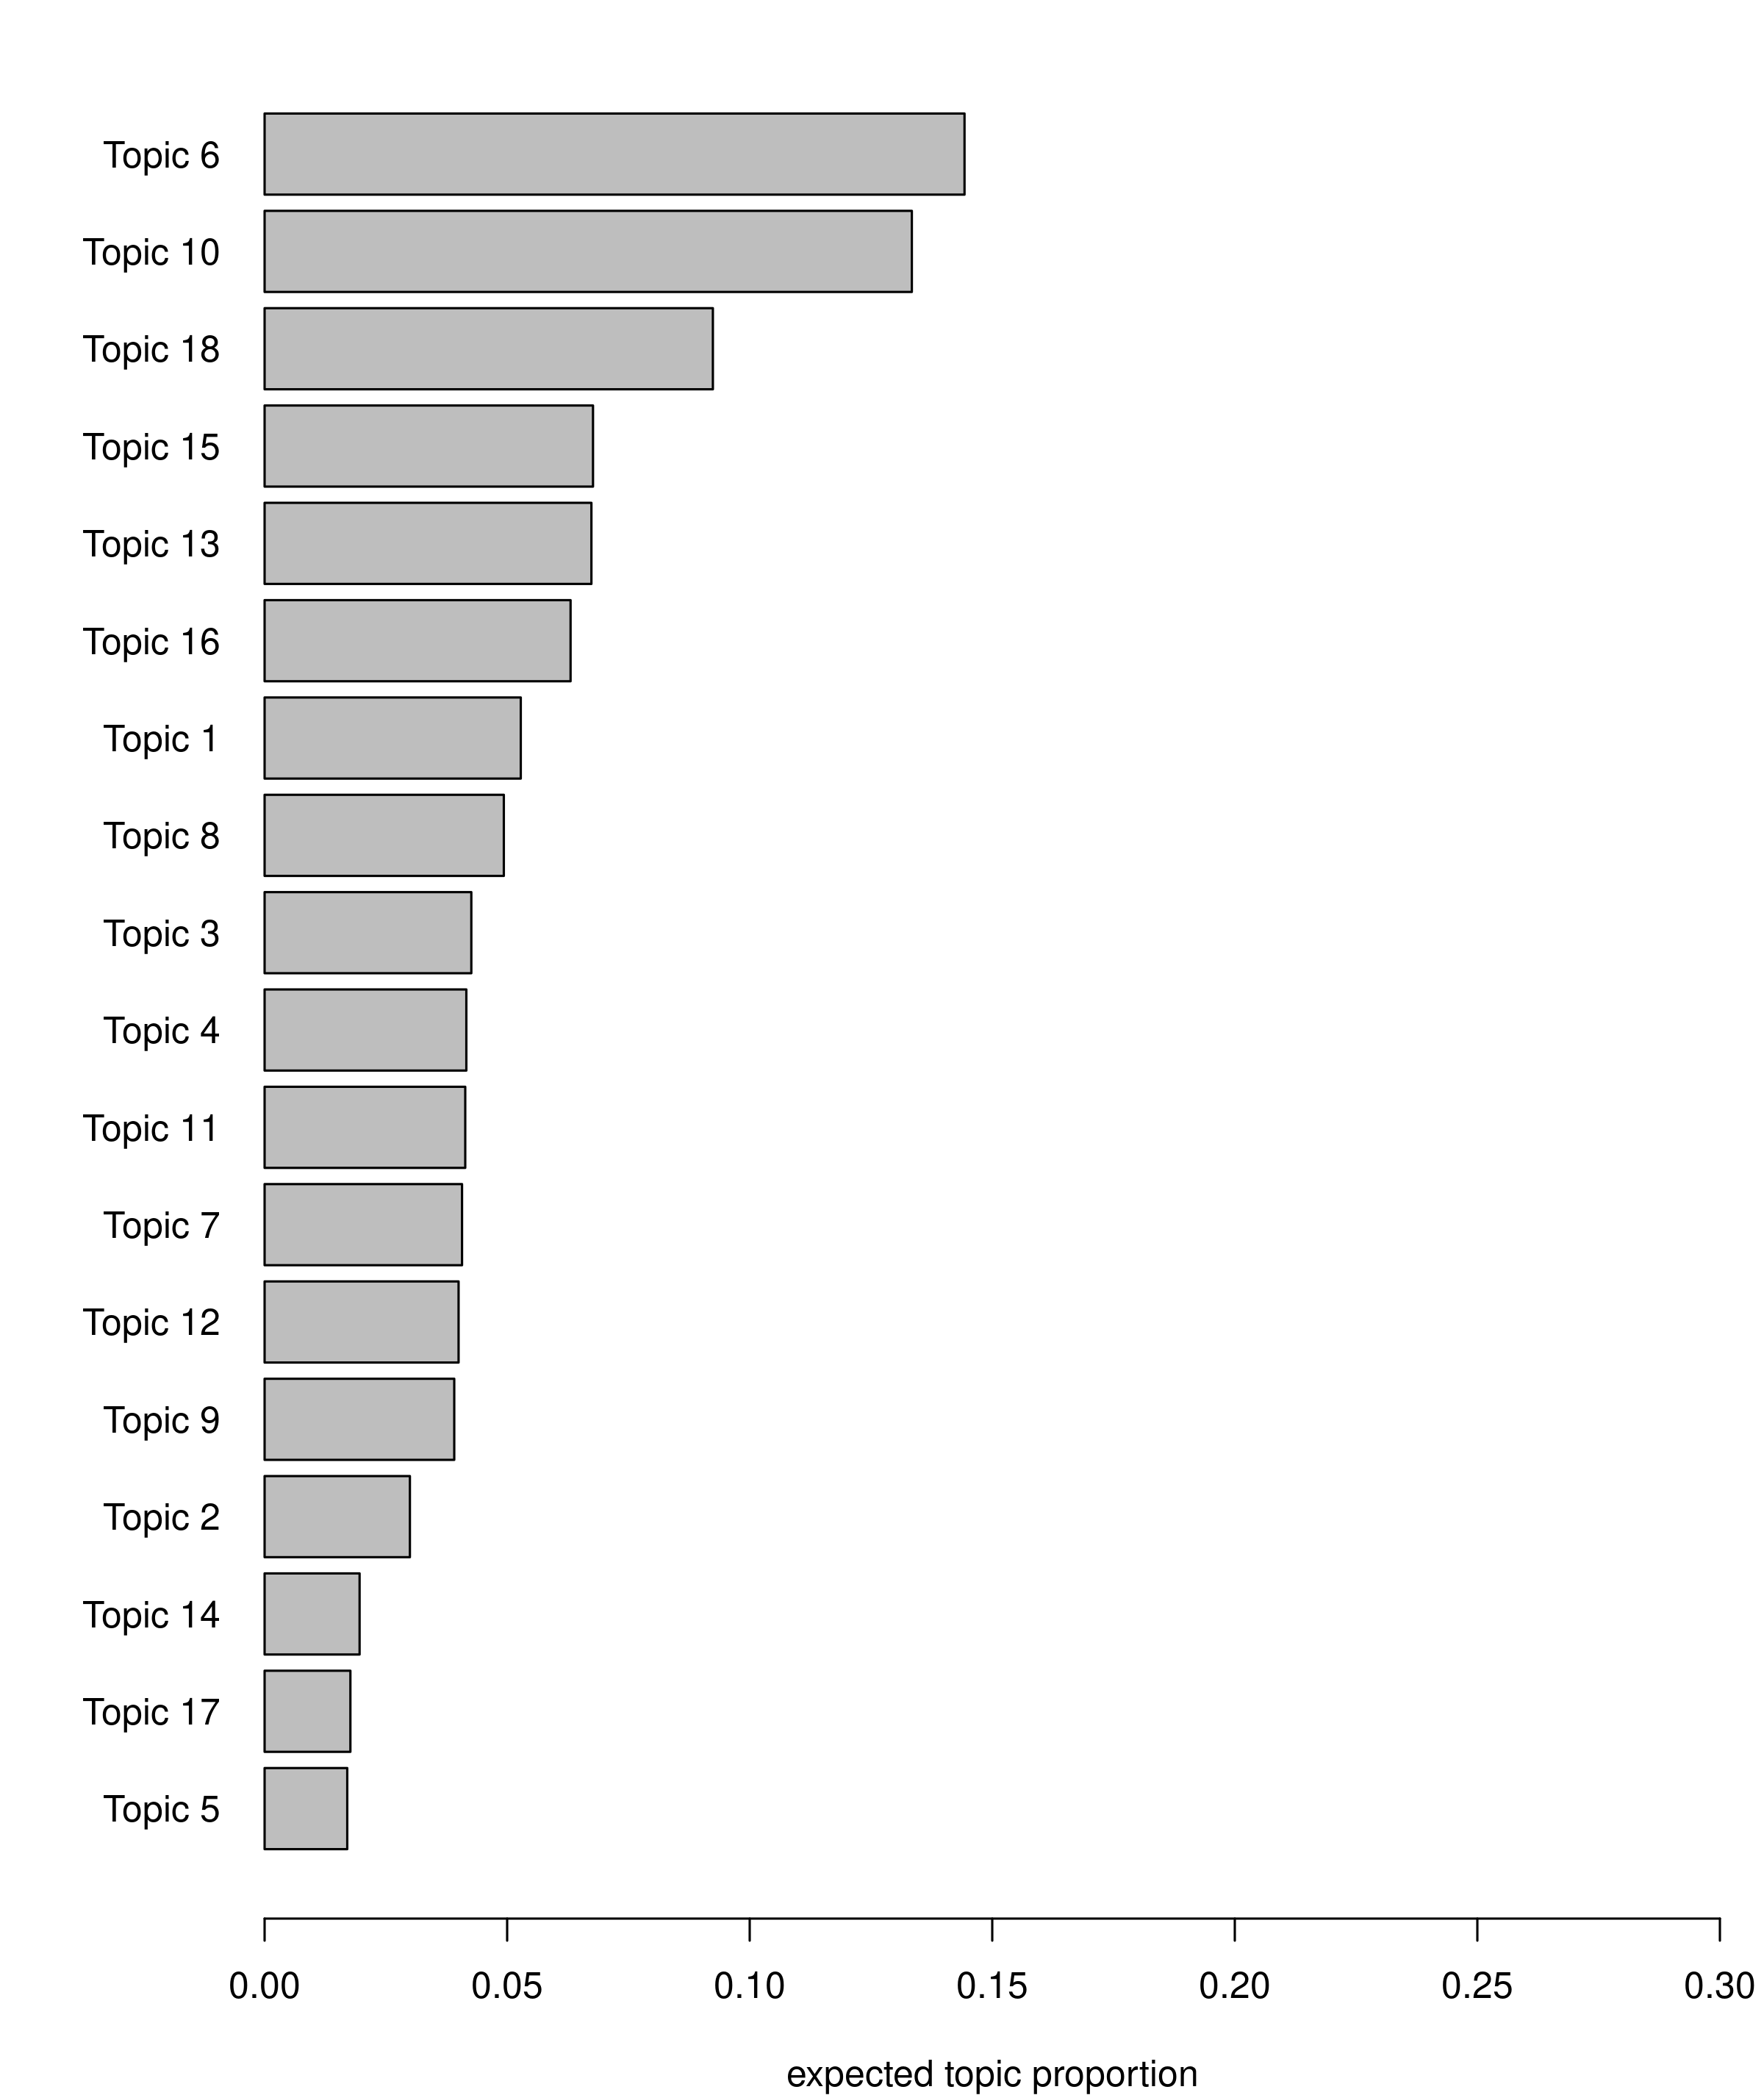 Topic 6
Topic 10
Topic 18
Topic 15
Topic 13
Topic 16
Topic 1
Topic 8
Topic 3
Topic 4
Topic 11
Topic 7
Topic 12
Topic 9
Topic 2
Topic 14
Topic 17
Topic 5
0.00 0.05 0.10 0.15 0.20 0.25 0.30
expected topic proportion